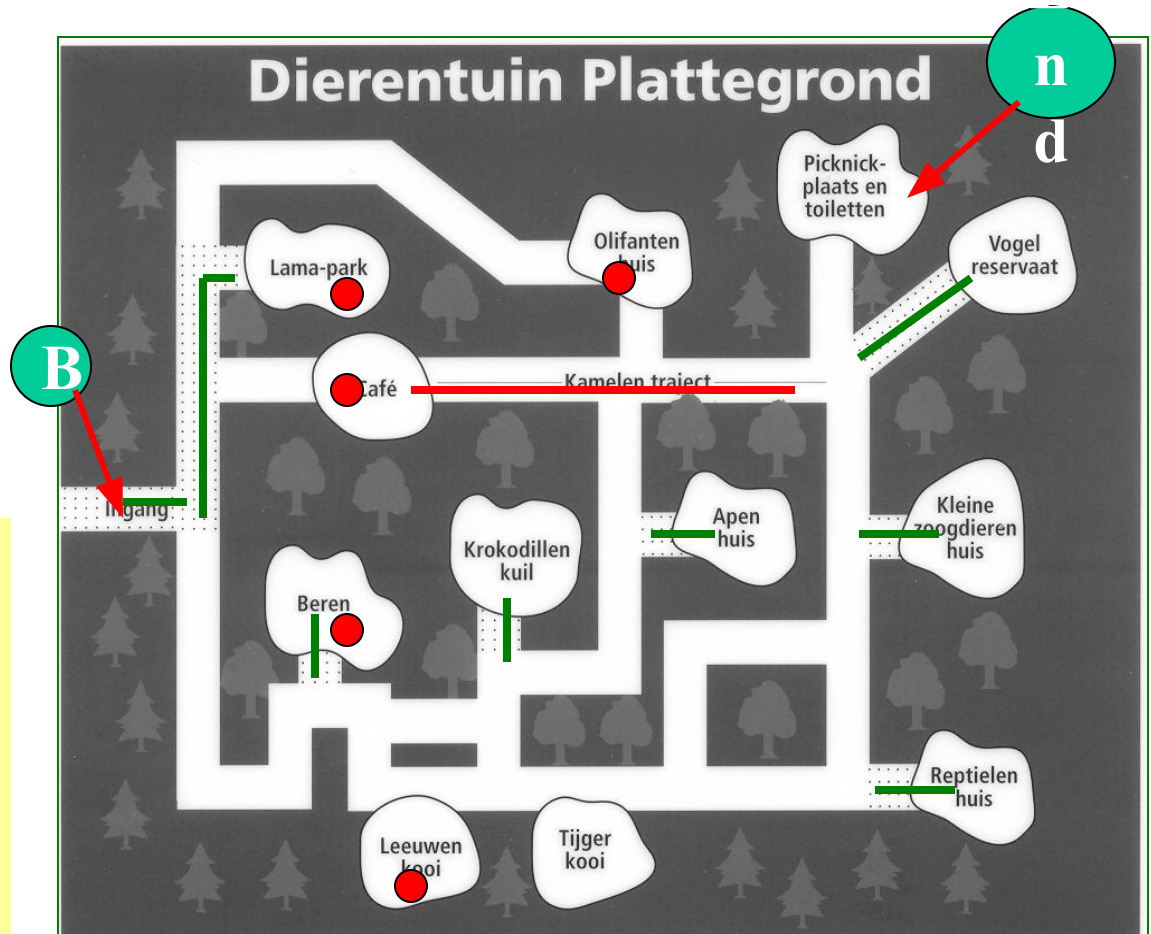 Dierentuin Plattegrond
n
d
Picknick-
plaats en
toiletten
Olifanten
huis
Vogel
reservaat
Lama-park
B
Café
Kamelen traject
Ingang
Apen
huis
Kleine
zoogdieren
huis
Krokodillen
kuil
Beren
Reptielen
huis
Leeuwen
kooi
Tijger
kooi